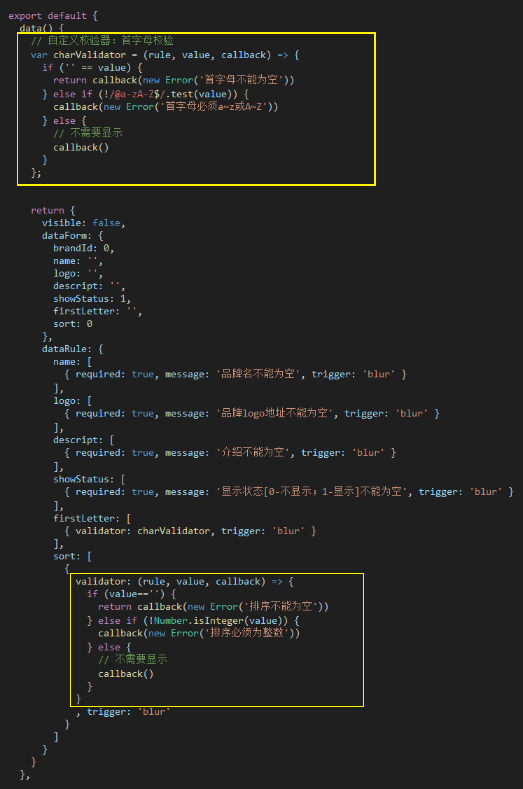 export default {
  data() {
    // 自定义校验器：首字母校验
    var charValidator = (rule, value, callback) => {
      if ('' == value) {
        return callback(new Error('首字母不能为空'))
      } else if (!/@a-zA-Z$/.test(value)) {
        callback(new Error('首字母必须a~z或A~Z'))
      } else {
        // 不需要显示
        callback()
      }
    };
    return {
      visible: false,
      dataForm: {
        brandId: 0,
        name: '',
        logo: '',
        descript: '',
        showStatus: 1,
        firstLetter: '',
        sort: 0
      },
      dataRule: {
        name: [
          { required: true, message: '品牌名不能为空', trigger: 'blur' }
        ],
        logo: [
          { required: true, message: '品牌logo地址不能为空', trigger: 'blur' }
        ],
        descript: [
          { required: true, message: '介绍不能为空', trigger: 'blur' }
        ],
        showStatus: [
          { required: true, message: '显示状态[0-不显示；1-显示]不能为空', trigger: 'blur' }
        ],
        firstLetter: [
          { validator: charValidator, trigger: 'blur' }
        ],
        sort: [
          {
            validator: (rule, value, callback) => {
              if (value=='') {
                return callback(new Error('排序不能为空'))
              } else if (!Number.isInteger(value)) {
                callback(new Error('排序必须为整数'))
              } else {
                // 不需要显示
                callback()
              }
            }
            , trigger: 'blur'
          }
        ]
      }
    }
  },